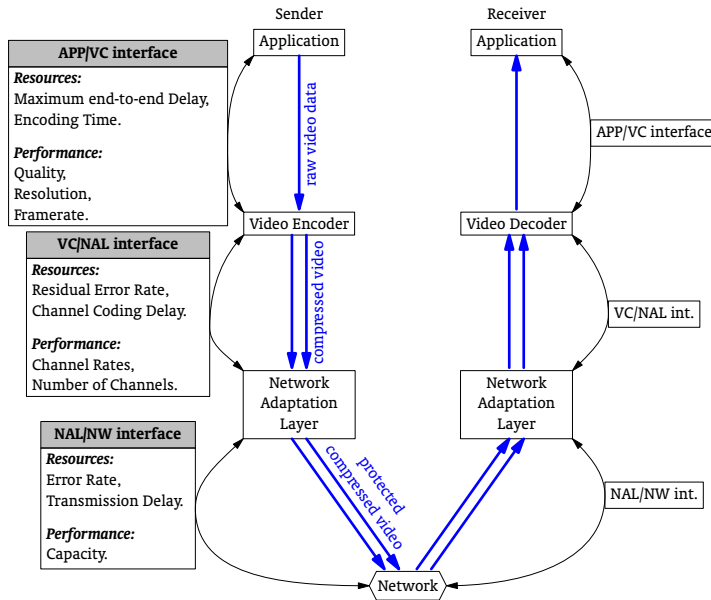 Sender
Receiver
Application
Application
APP/VC interface
Resources:
Maximum end-to-end Delay,
Encoding Time.
Performance:
Quality,
Resolution,
Framerate.
raw video data
APP/VC interface
Video Encoder
Video Decoder
VC/NAL interface
Resources:
Residual Error Rate,
Channel Coding Delay.
Performance:
Channel Rates,
Number of Channels.
compressed video
VC/NAL int.
Network
Adaptation
Layer
Network
Adaptation
Layer
NAL/NW interface
Resources:
Error Rate,
Transmission Delay.
Performance:
Capacity.
protected
compressed video
NAL/NW int.
Network